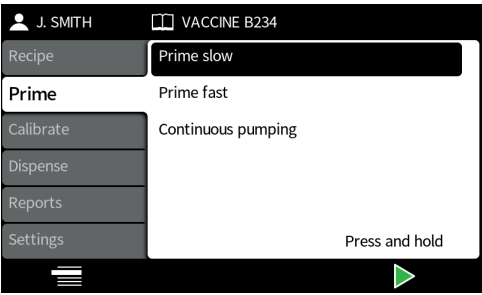 J. SMITH
VACCINE B234
Recipe
Prime
Calibrate
Dispense
Reports
Settings
Prime slow
Prime fast
Continuous pumping
Press and hold